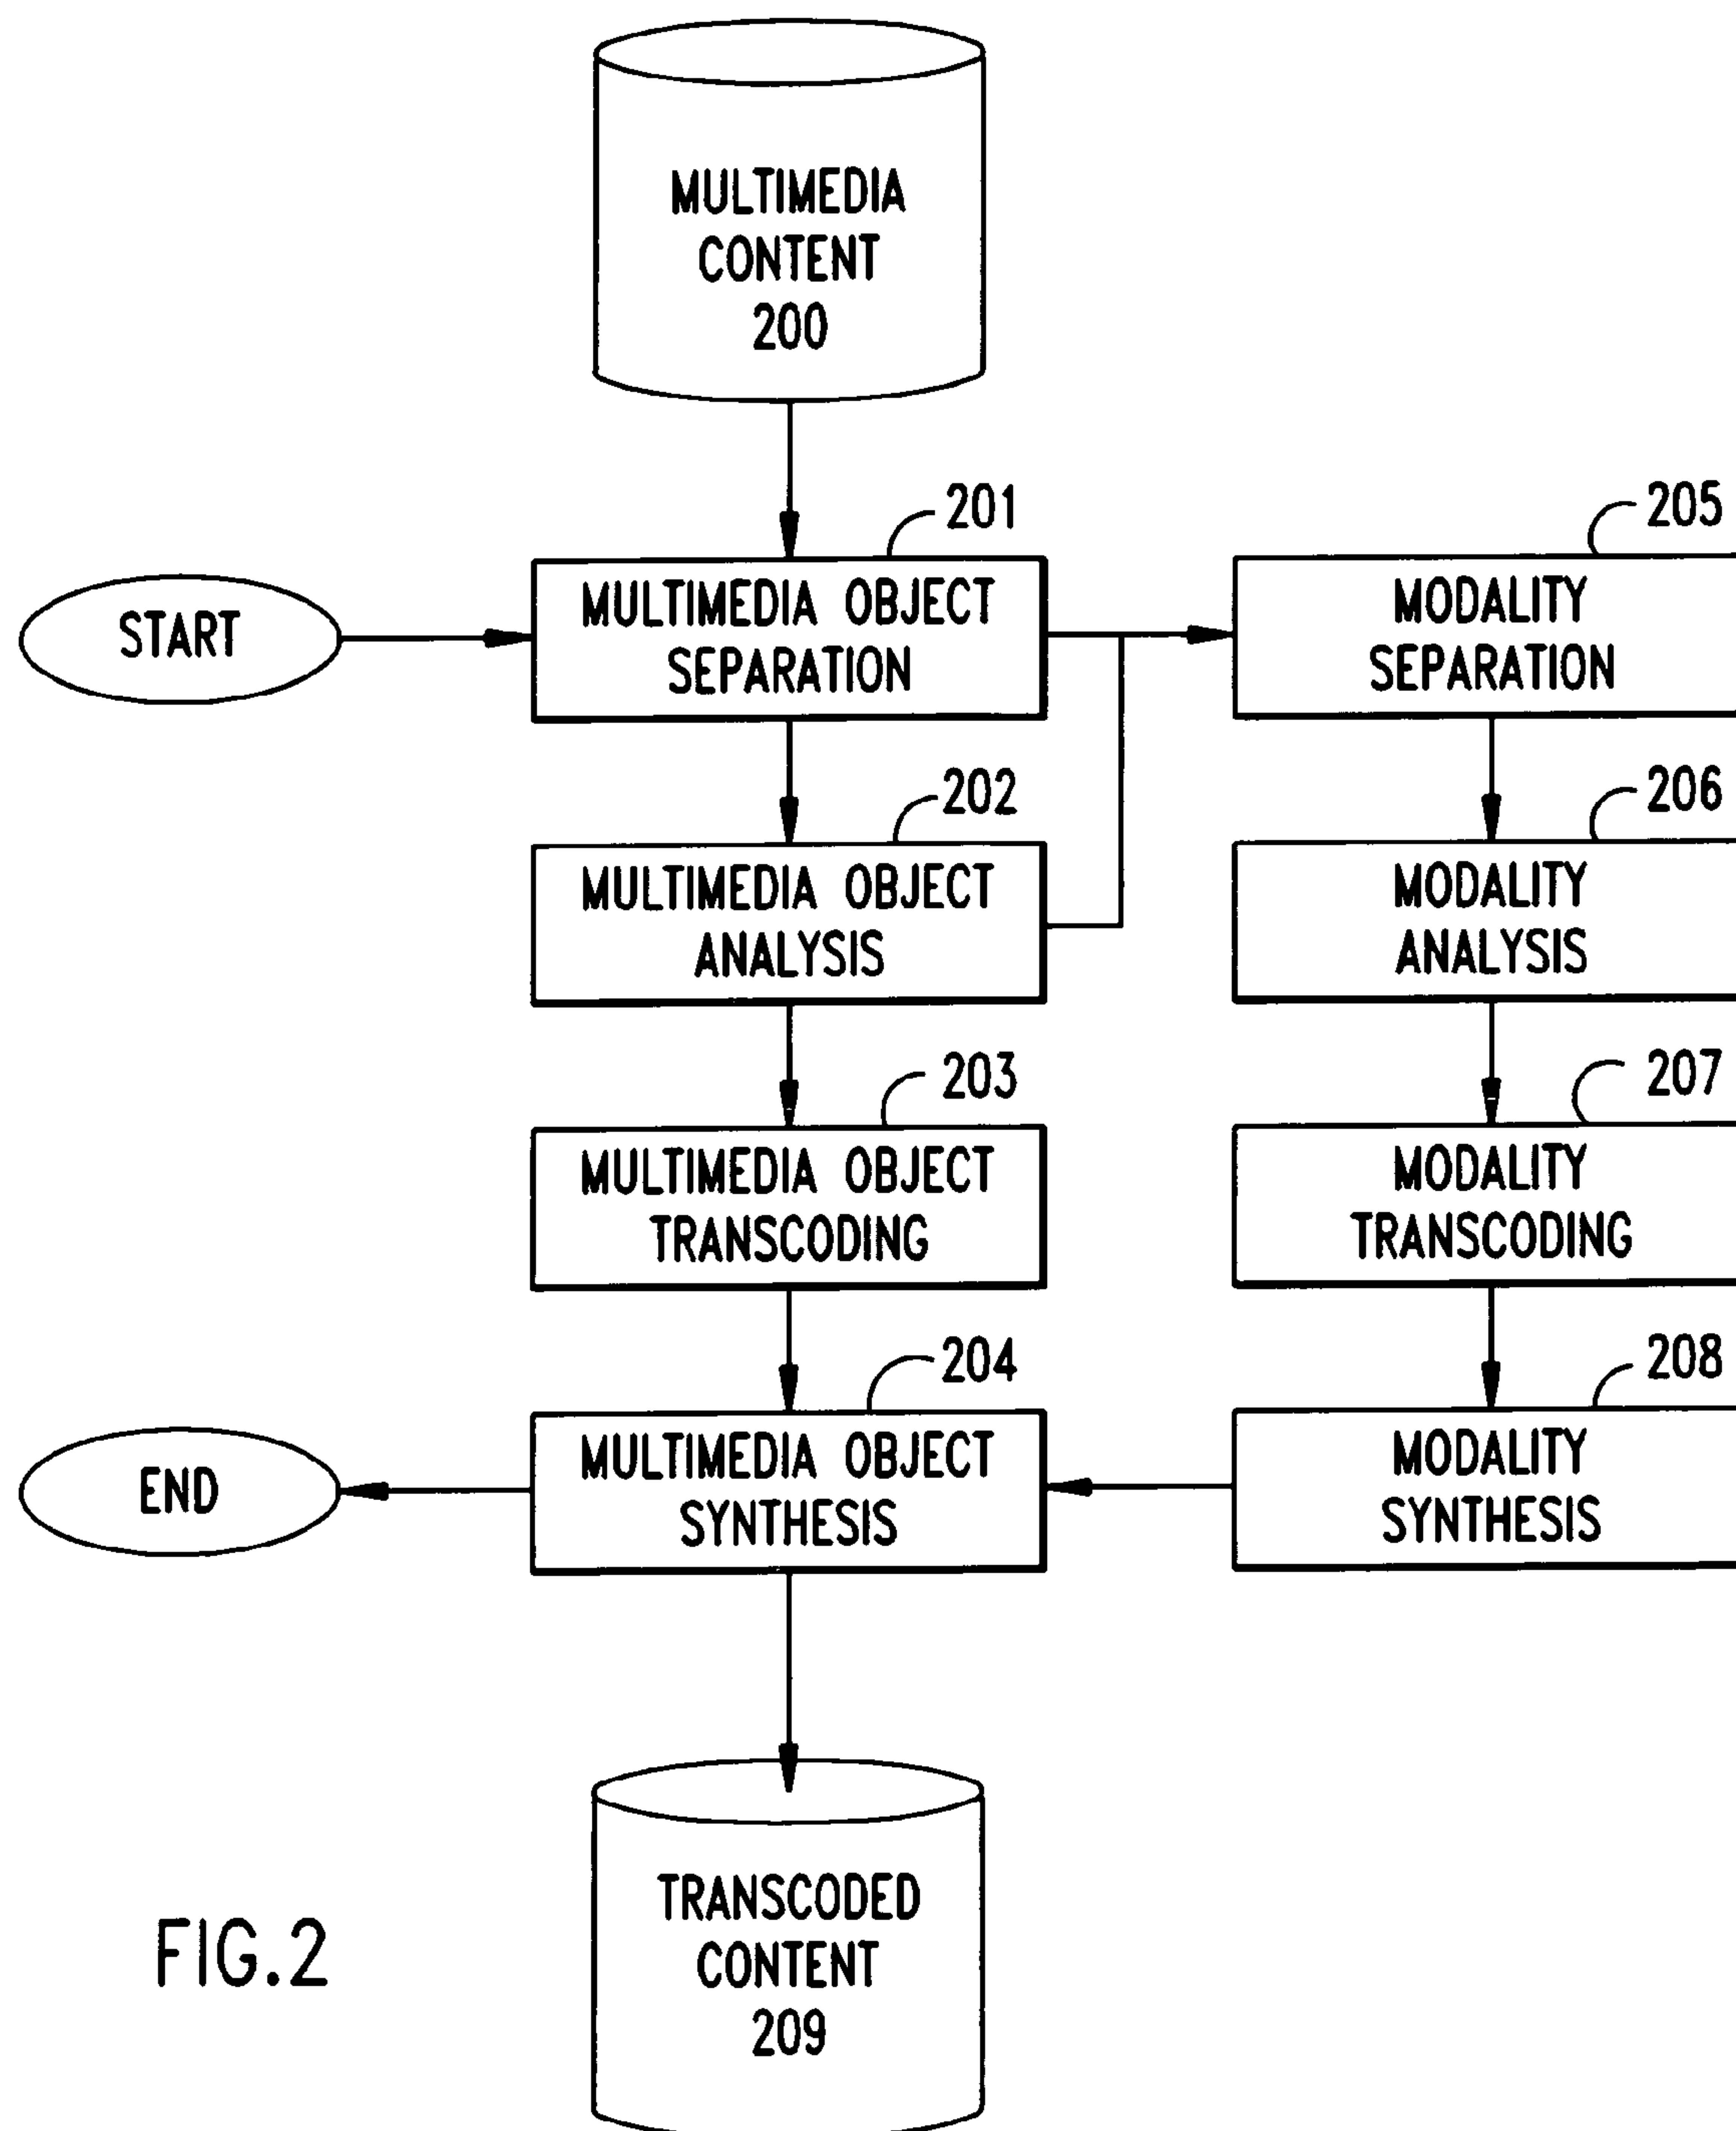 MULTIMEDIA
CONTENT
200
201
205
START
MULTIMEDIA OBJECT
SEPARATION
MODALITY
SEPARATION
202
206
MULTIMEDIA OBJECT
ANALYSIS
MODALITY
ANALYSIS
203
207
MULTIMEDIA OBJECT
TRANSCODING
MODALITY
TRANSCODING
204
208
END
MULTIMEDIA OBJECT
SYNTHESIS
MODALITY
SYNTHESIS
TRANSCODED
CONTENT
209
FIG.2